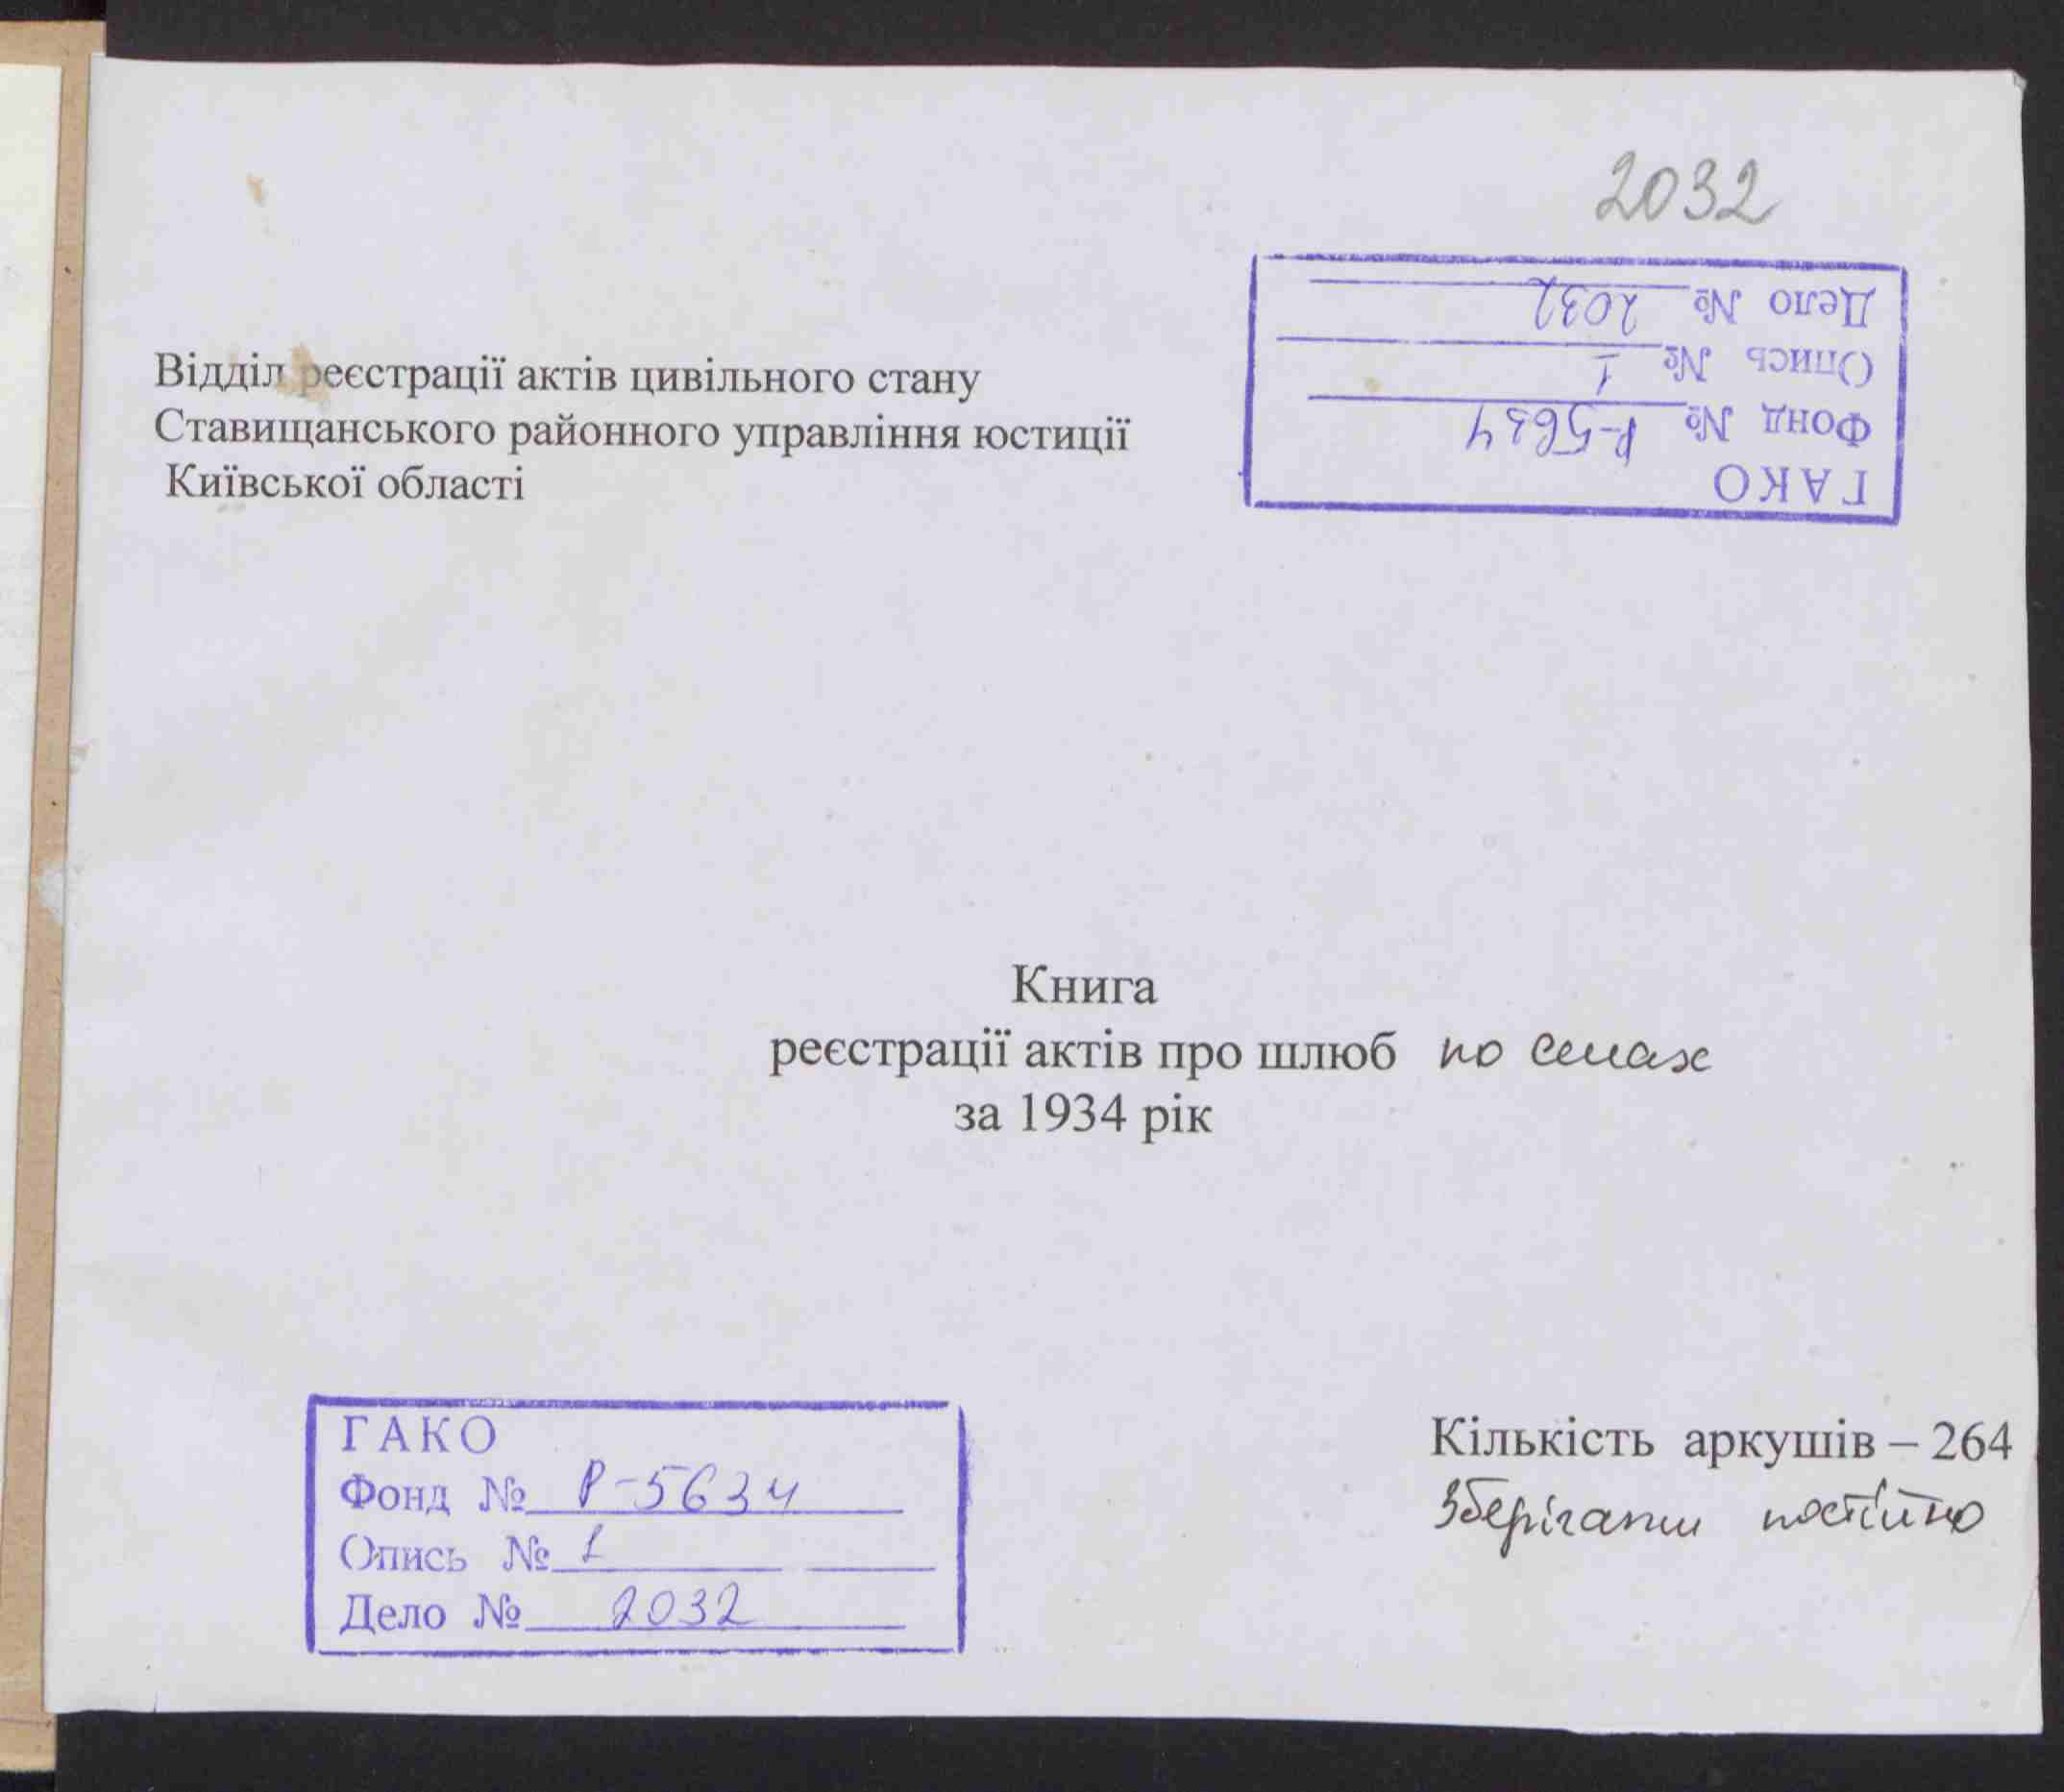 2032
Дело № 2032
Опись № 1
Фонд № Р-5634
ГАКО
Відділ реєстрації актів цивільного стану
Ставищанського районного управління юстиції
Київської області
Книга
реєстрації актів про шлюб по селах
за 1934 рік
ГАКО
Фонд № Р-5634
Опись № 1
Дело № 2032
Кількість аркушів – 264
Зберігати постійно